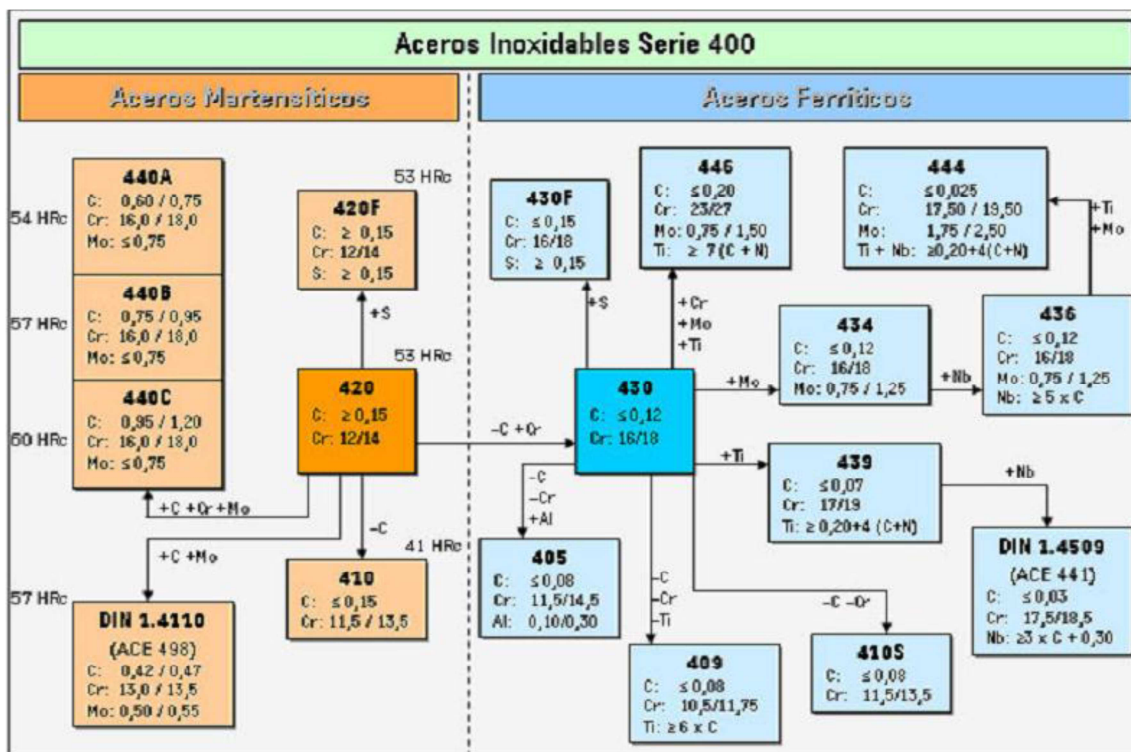 Aceros Inoxidables Serie 400
Aceros Martensíticos
Aceros Ferríticos
54 HRc
440A
C: 0,60 / 0,75
Cr: 16,0 / 18,0
Mo: ≤0,75
57 HRc
440B
C: 0,75 / 0,95
Cr: 16,0 / 18,0
Mo: ≤0,75
60 HRc
440C
C: 0,95 / 1,20
Cr: 16,0 / 18,0
Mo: ≤0,75
53 HRc
420F
C: ≥ 0,15
Cr: 12/14
S: ≥ 0,15
+S
53 HRc
420
C: ≥0,15
Cr: 12/14
+C +Cr+Mo
+C +Mo
-C
-C +Cr
41 HRc
410
C: ≤0,15
Cr: 11,5 / 13,5
57 HRc
DIN 1.4110
(ACE 498)
C: 0,42 / 0,47
Cr: 13,0 / 13,5
Mo: 0,50 / 0,55
430F
C: ≤0,15
Cr: 16/18
S: ≥ 0,15
+S
446
C: ≤0,20
Cr: 23/27
Mo: 0,75 / 1,50
Ti: ≥ 7 (C + N)
+Cr
+Mo
+Ti
444
C: ≤0,025
Cr: 17,50 / 19,50
Mo: 1,75 / 2,50
Ti + Nb: ≥0,20+4(C+N)
+Ti
+Mo
430
C: ≤0,12
Cr: 16/18
+Mo
434
C: ≤0,12
Cr: 16/18
Mo: 0,75 / 1,25
+Nb
436
C: ≤0,12
Cr: 16/18
Mo: 0,75 / 1,25
Nb: ≥5 x C
+Ti
439
C: ≤0,07
Cr: 17/19
Ti: ≥0,20+4 (C+N)
+Nb
DIN 1.4509
(ACE 441)
C: ≤0,03
Cr: 17,5/18,5
Nb: ≥3 x C + 0,30
-C
-Cr
+Al
405
C: ≤0,08
Cr: 11,5/14,5
Al: 0,10/0,30
-C
-Cr
-Ti
409
C: ≤0,08
Cr: 10,5/11,75
Ti: ≥6 x C
-C -Cr
410S
C: ≤0,08
Cr: 11,5/13,5